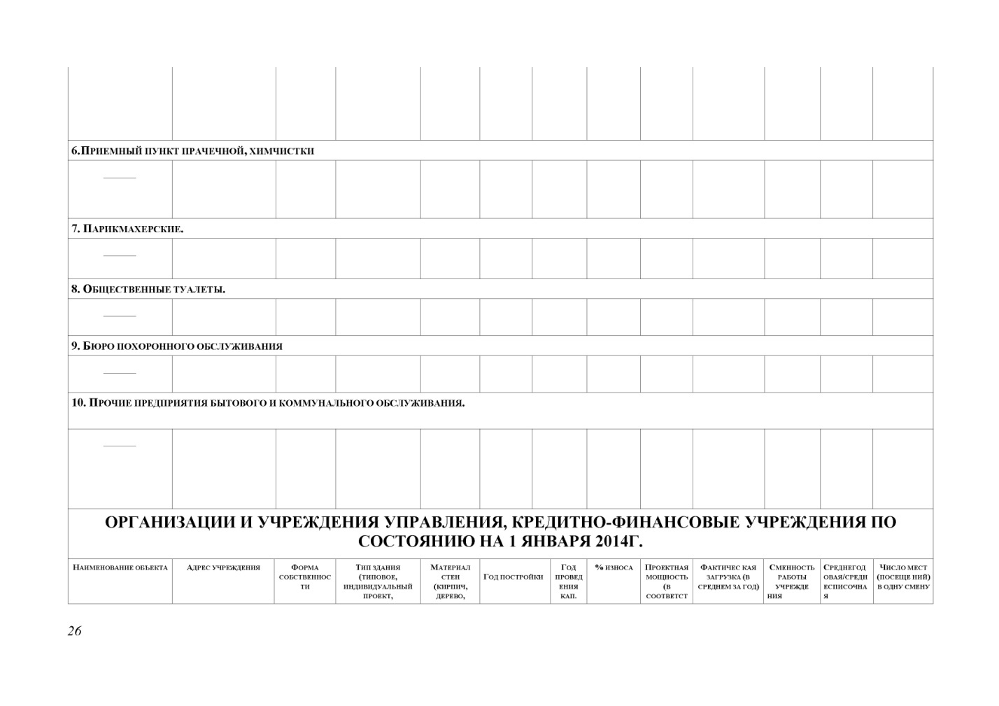 6.Приемный пункт прачечной, химчистки
7. Парикмахерские.
8. Общественные туалеты.
9. Бюро похоронного обслуживания
10. Прочие предприятия бытового и коммунального обслуживания.
ОРГАНИЗАЦИИ И УЧРЕЖДЕНИЯ УПРАВЛЕНИЯ, КРЕДИТНО-ФИНАНСОВЫЕ УЧРЕЖДЕНИЯ ПО
СОСТОЯНИЮ НА 1 ЯНВАРЯ 2014Г.
Наименование объекта
Адрес учреждения
Форма
собственнос
ти
Тип здания
(типовое,
индивидуальный
проект,
Материал
стен
(кирпич,
дерево,
Год постройки
Год
провед
ения
кап.
% износа
Проектная
мощность
(в
соответст
Фактичес кая
загрузка (в
среднем за год)
Сменность
работы
учрежде
ния
Среднегод
овая/средн
есписочна
я
Число мест
(посеще ний)
в одну смену
26